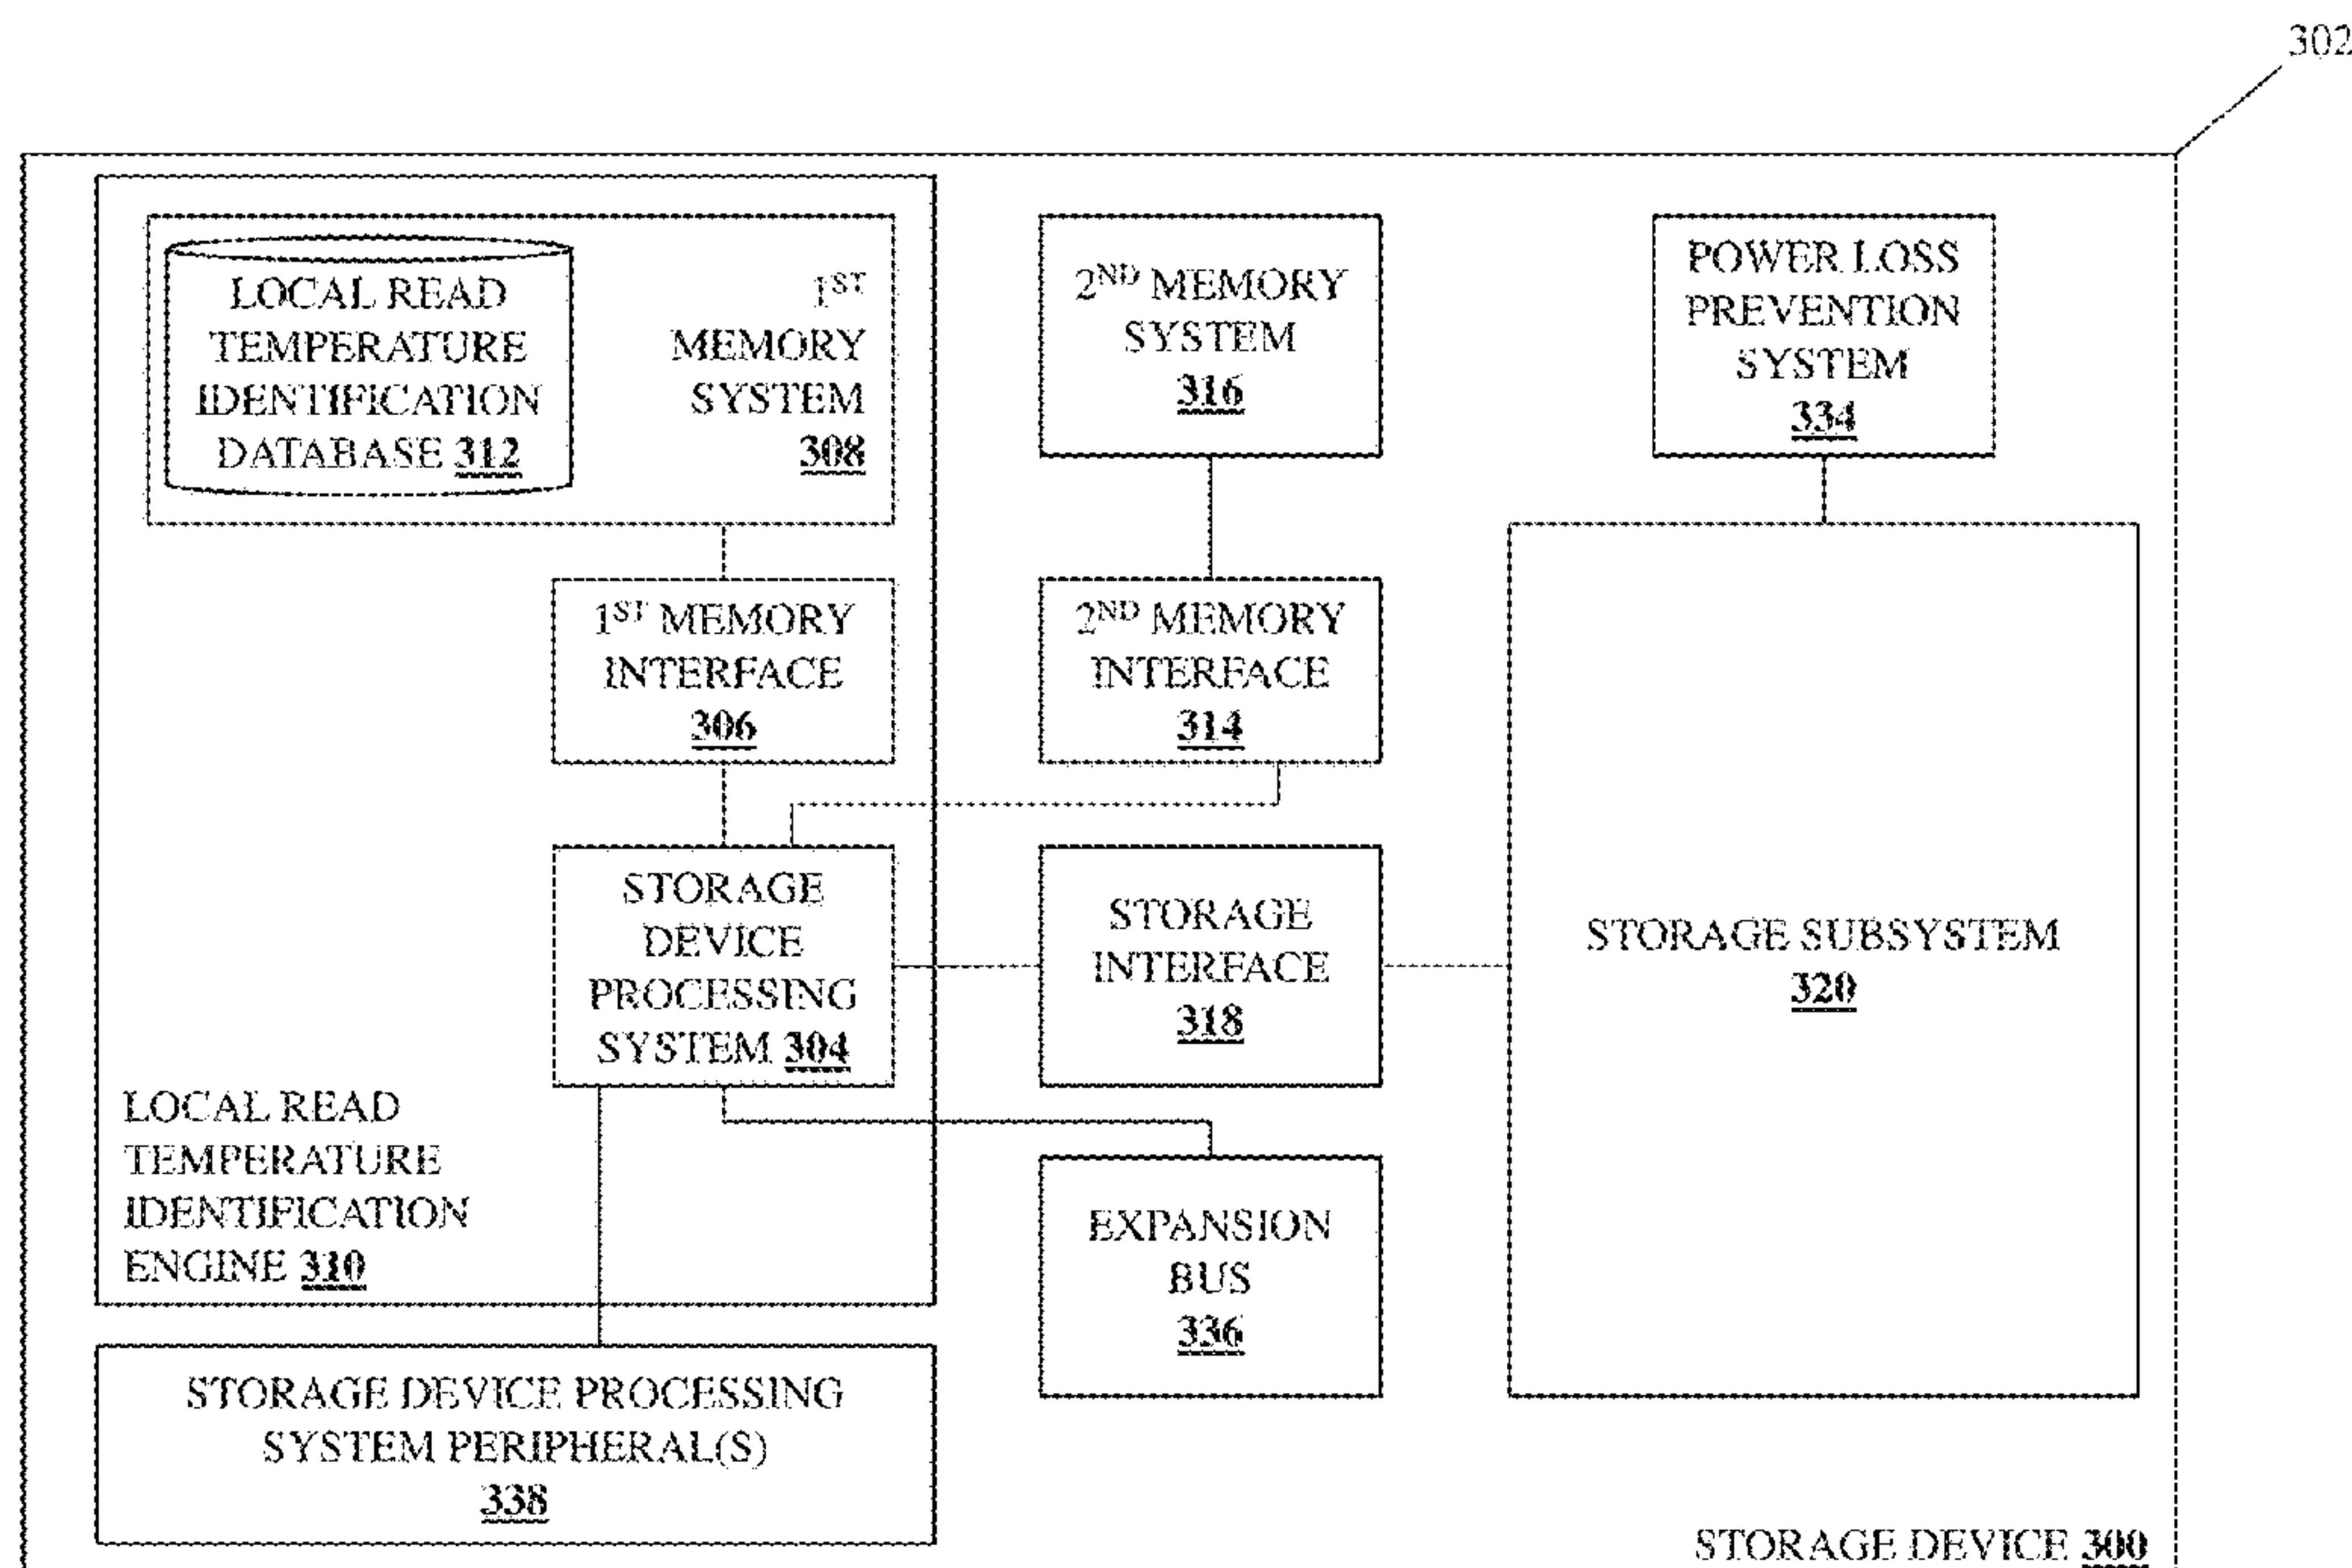 302
LOCAL READ
TEMPERATURE
IDENTIFICATION
DATABASE 312
1ST
MEMORY
SYSTEM
308
2ND MEMORY
SYSTEM
316
POWER LOSS
PREVENTION
SYSTEM
334
1ST MEMORY
INTERFACE
306
2ND MEMORY
INTERFACE
314
STORAGE
DEVICE
PROCESSING
SYSTEM 304
STORAGE
INTERFACE
318
STORAGE SUBSYSTEM
320
LOCAL READ
TEMPERATURE
IDENTIFICATION
ENGINE 310
EXPANSION
BUS
336
STORAGE DEVICE PROCESSING
SYSTEM PERIPHERAL(S)
338
STORAGE DEVICE 300